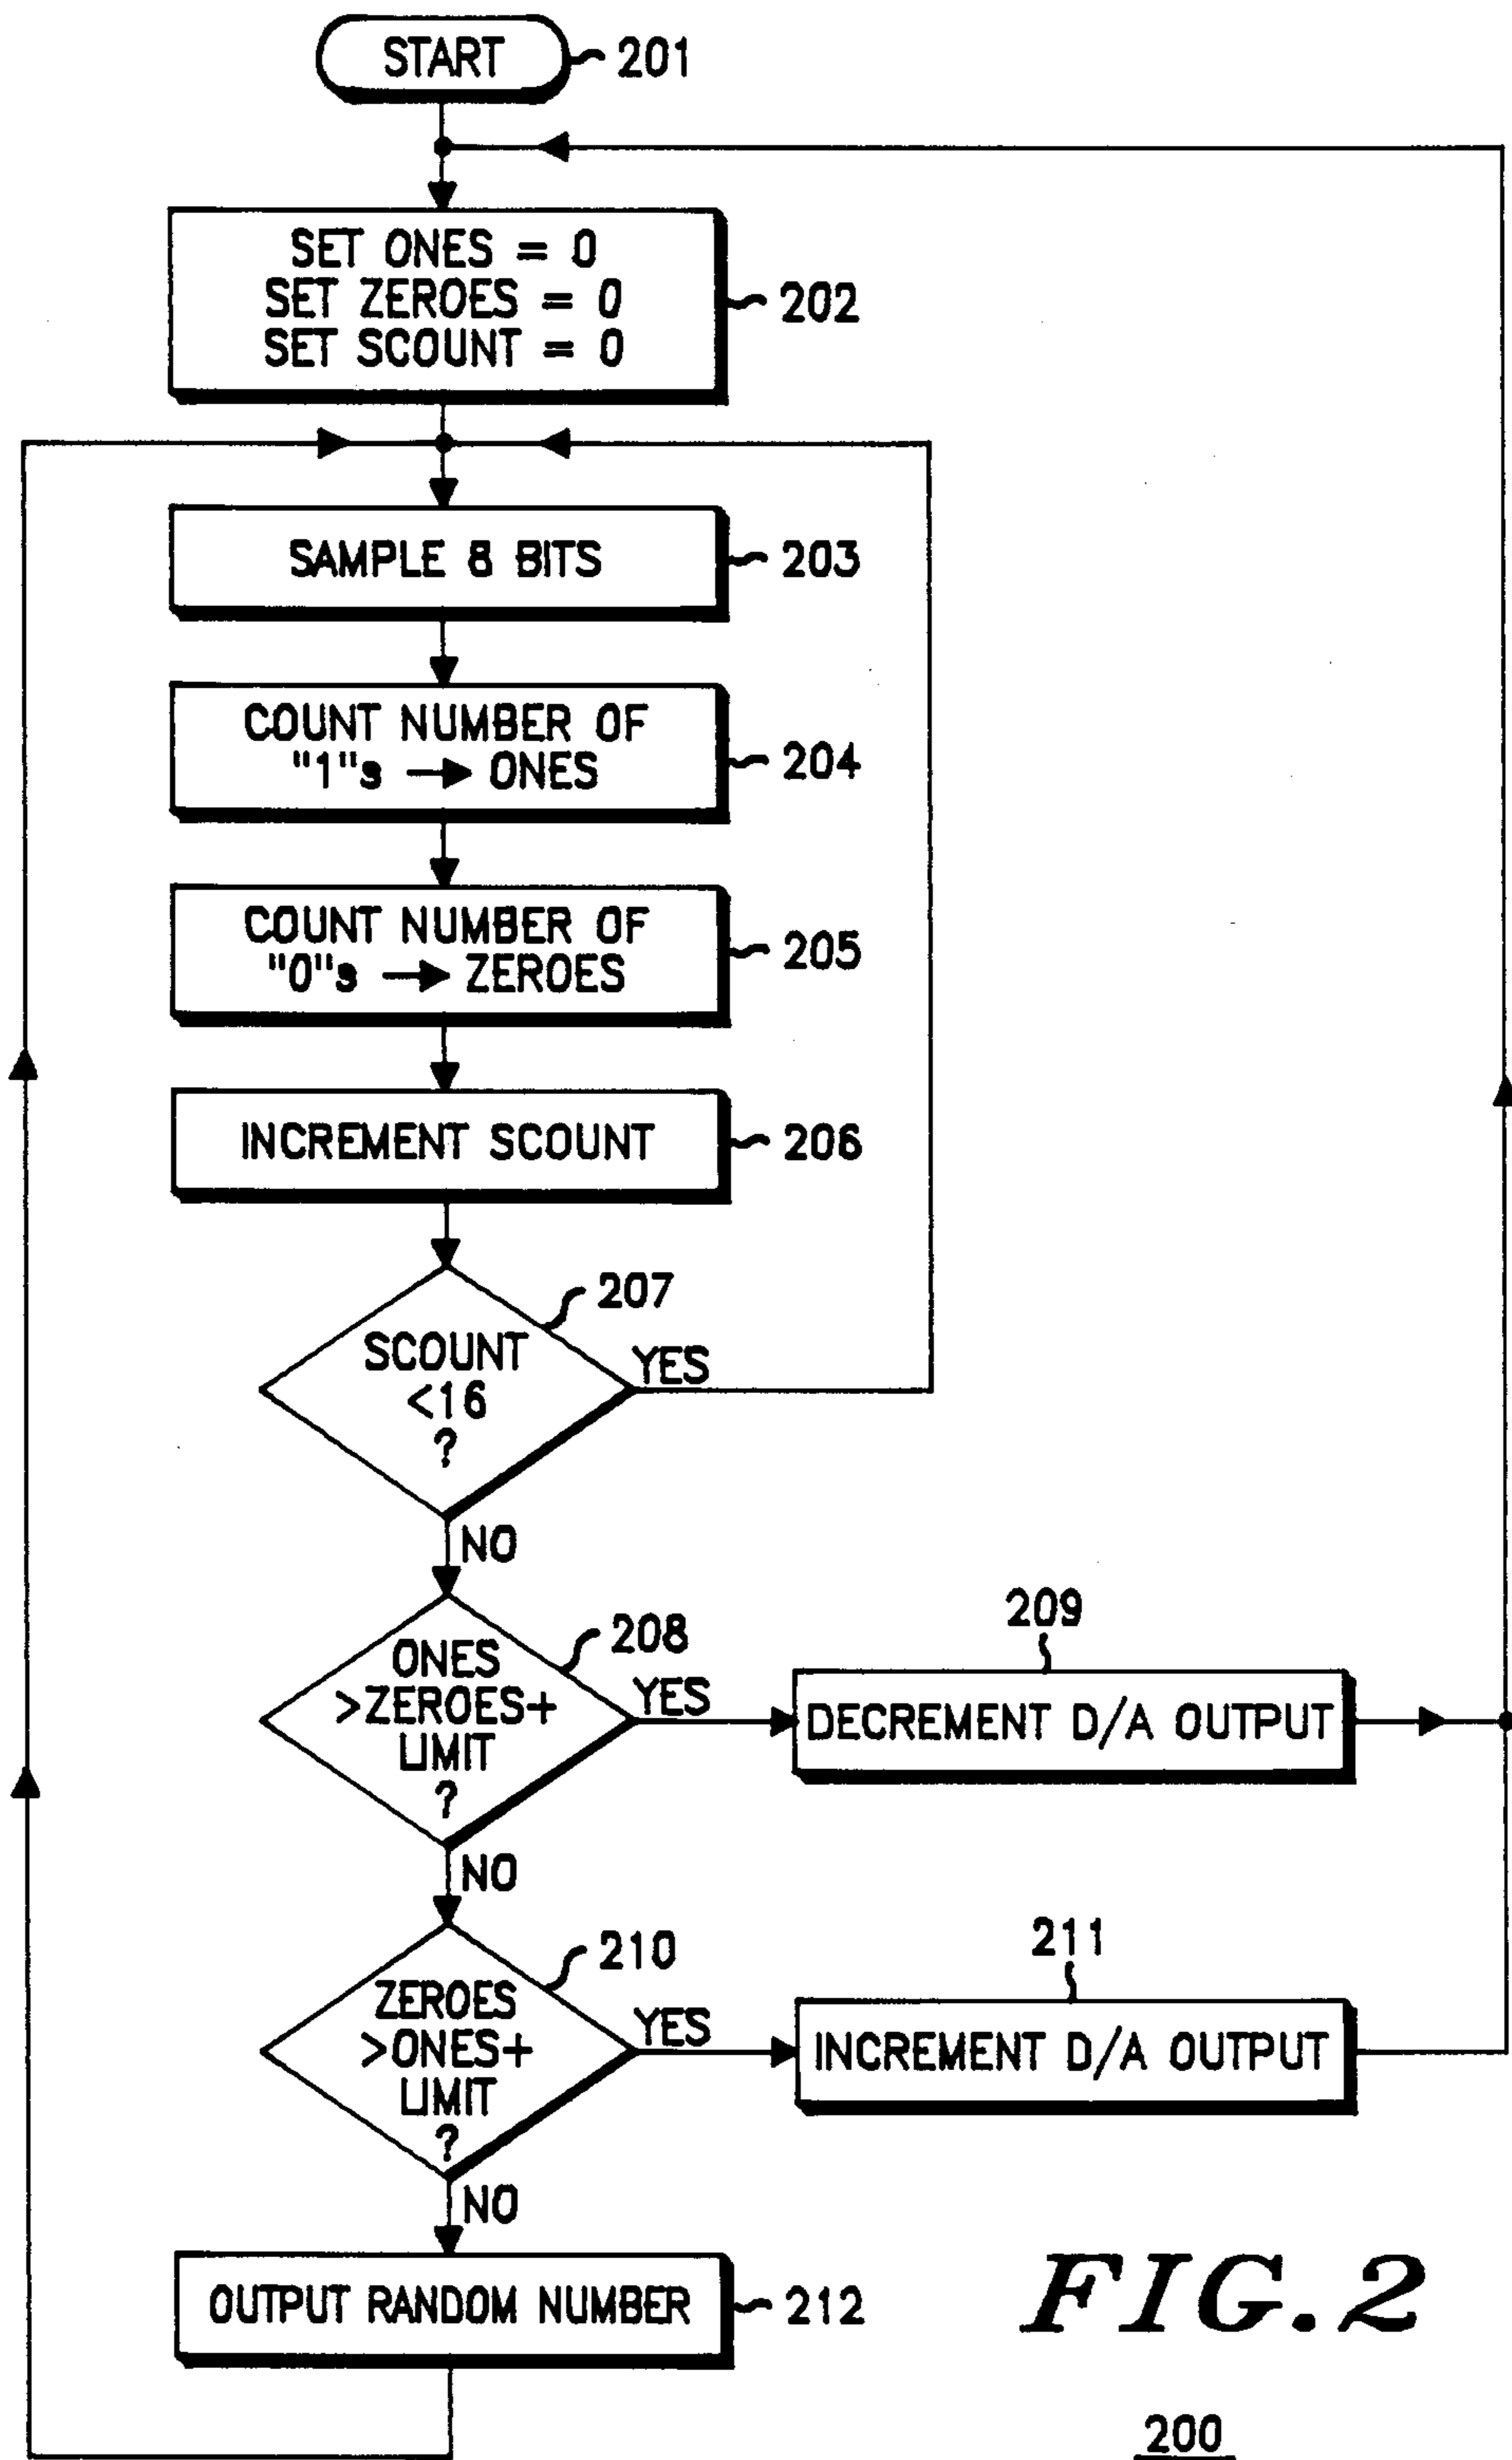 START
201
SET ONES = 0
SET ZEROES = 0
SET SCOUNT = 0
202
SAMPLE 8 BITS
203
COUNT NUMBER OF
"1"s → ONES
204
COUNT NUMBER OF
"0"s → ZEROES
205
INCREMENT SCOUNT
206
207
SCOUNT
<16
?
YES
NO
208
ONES
>ZEROES+
LIMIT
?
YES
209
DECREMENT D/A OUTPUT
NO
210
ZEROES
>ONES+
LIMIT
?
YES
211
INCREMENT D/A OUTPUT
NO
OUTPUT RANDOM NUMBER
212
FIG.2
200